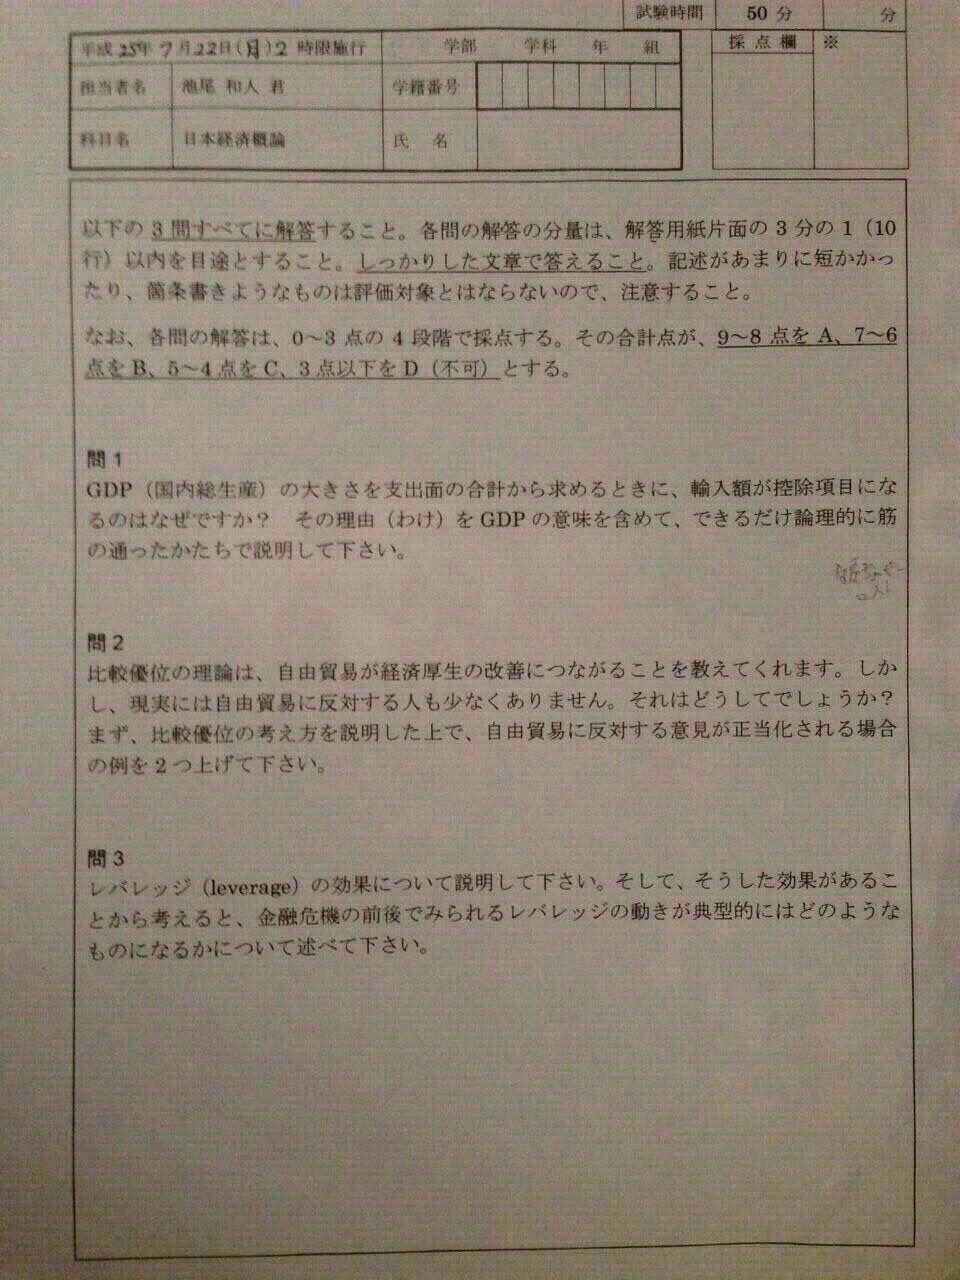 試験時間 50 分 分
平成 25年 7月22日(月) 2 時限施行 学部 学科 年 組 採点欄 ※
担当者名 池尾 和人 君 学籍番号
科目名 日本経済概論 氏 名
以下の 3 問すべてに解答すること。各問の解答の分量は、解答用紙片面の 3 分の 1（10
行）以内を目途とすること。しっかりした文章で答えること。記述があまりに短かかっ
たり、箇条書きようなものは評価対象とはならないので、注意すること。
なお、各問の解答は、0～3 点の 4 段階で採点する。その合計点が、9～8 点を A、7～6
点を B、5～4 点を C、3 点以下を D（不可）とする。
問 1
GDP（国内総生産）の大きさを支出面の合計から求めるときに、輸入額が控除項目にな
るのはなぜですか？ その理由（わけ）を GDP の意味を含めて、できるだけ論理的に筋
の通ったかたちで説明して下さい。
問 2
比較優位の理論は、自由貿易が経済厚生の改善につながることを教えてくれます。しか
し、現実には自由貿易に反対する人も少なくありません。それはどうしてでしょうか？
まず、比較優位の考え方を説明した上で、自由貿易に反対する意見が正当化される場合
の例を 2 つ上げて下さい。
問 3
レバレッジ（leverage）の効果について説明して下さい。そして、そうした効果があるこ
とから考えると、金融危機の前後でみられるレバレッジの動きが典型的にはどのような
ものになるかについて述べて下さい。